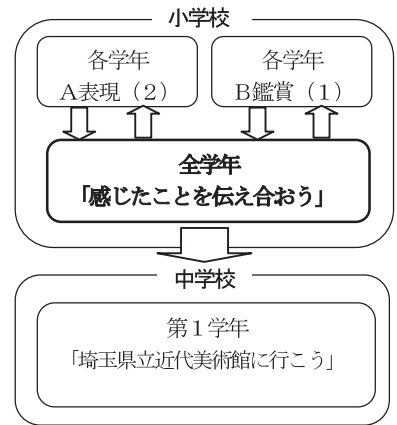 小学校
各学年
A表現（2）
各学年
B鑑賞（1）
全学年
「感じたことを伝え合おう」
中学校
第１学年
「埼玉県立近代美術館に行こう」